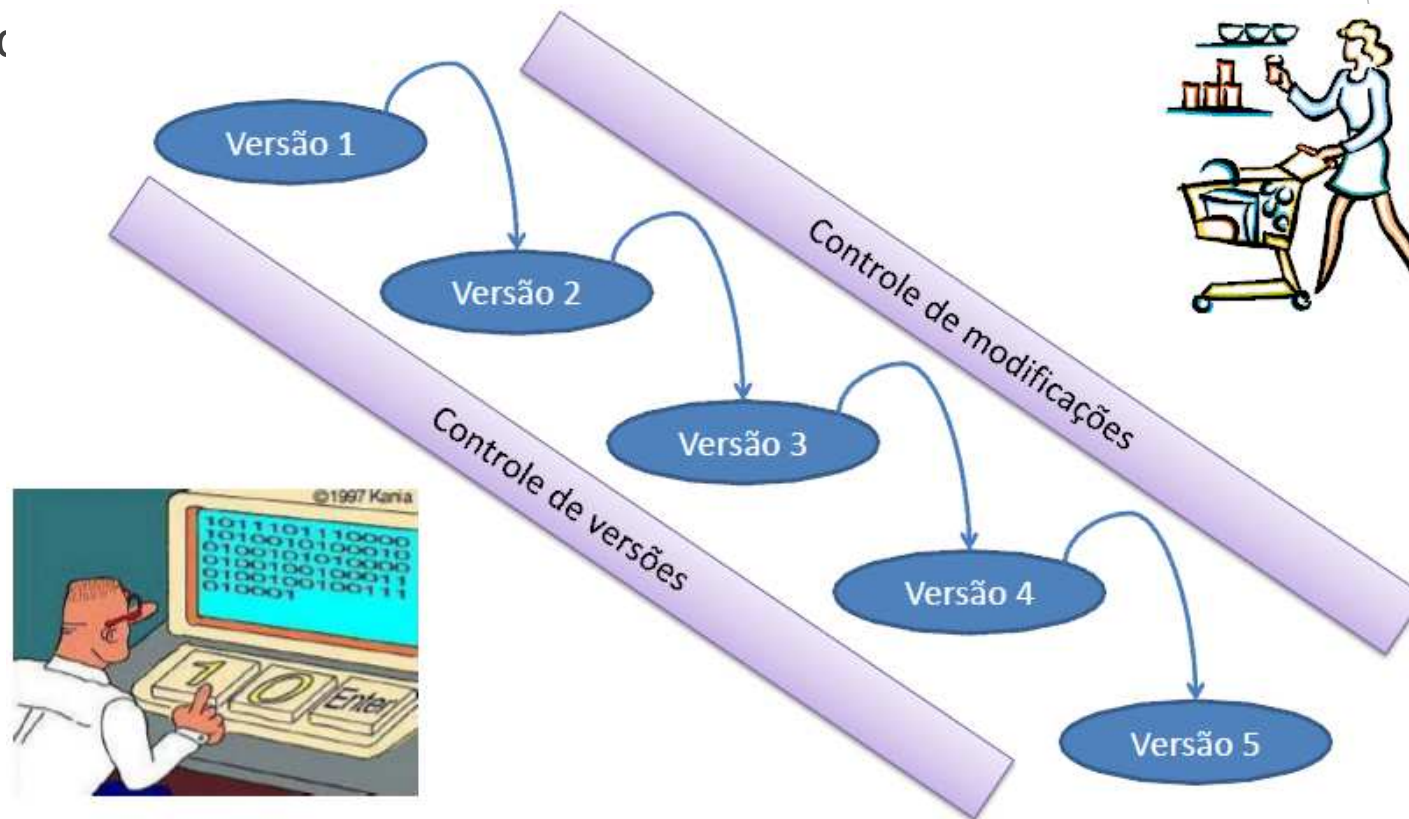 Versão 1
Versão 2
Versão 3
Versão 4
Versão 5
Controle de modificações
Controle de versões
©1997 Kania
1011101110000
1010010100010
0100101010000
0100100100011
0100100100111
010001
1
0
Enter